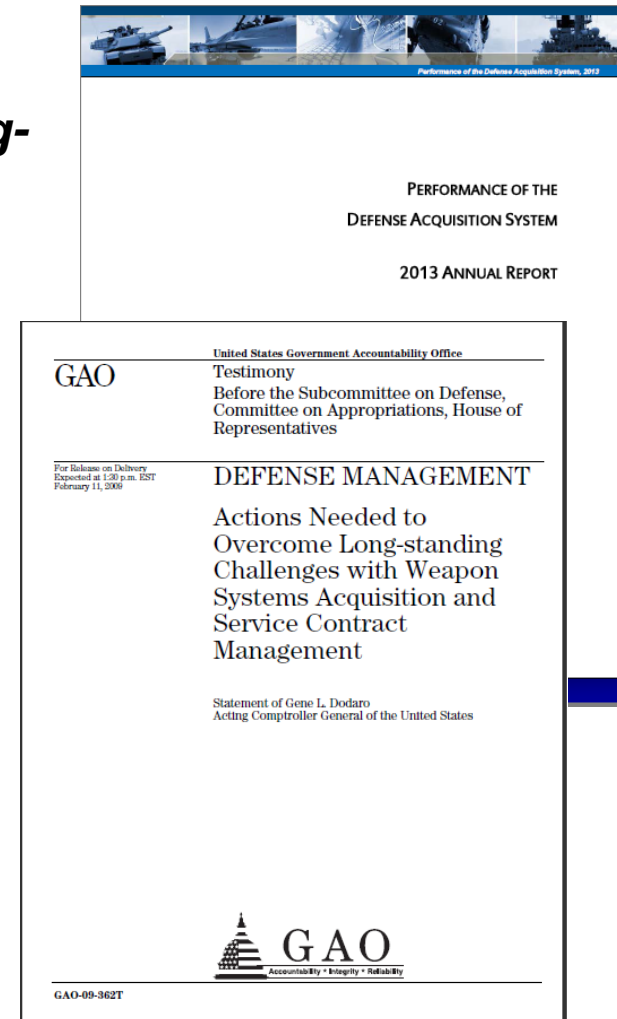 Performance of the Defense Acquisition System, 2013
g-
PERFORMANCE OF THE
DEFENSE ACQUISITION SYSTEM
2013 ANNUAL REPORT
United States Government Accountability Office
GAO
Testimony
Before the Subcommittee on Defense,
Committee on Appropriations, House of
Representatives
For Release on Delivery
Expected at 1:30 p.m. EST
February 11, 2009
DEFENSE MANAGEMENT
Actions Needed to
Overcome Long-standing
Challenges with Weapon
Systems Acquisition and
Service Contract
Management
Statement of Gene L. Dodaro
Acting Comptroller General of the United States
GAO
Accountability * Integrity * Reliability
GAO-09-362T